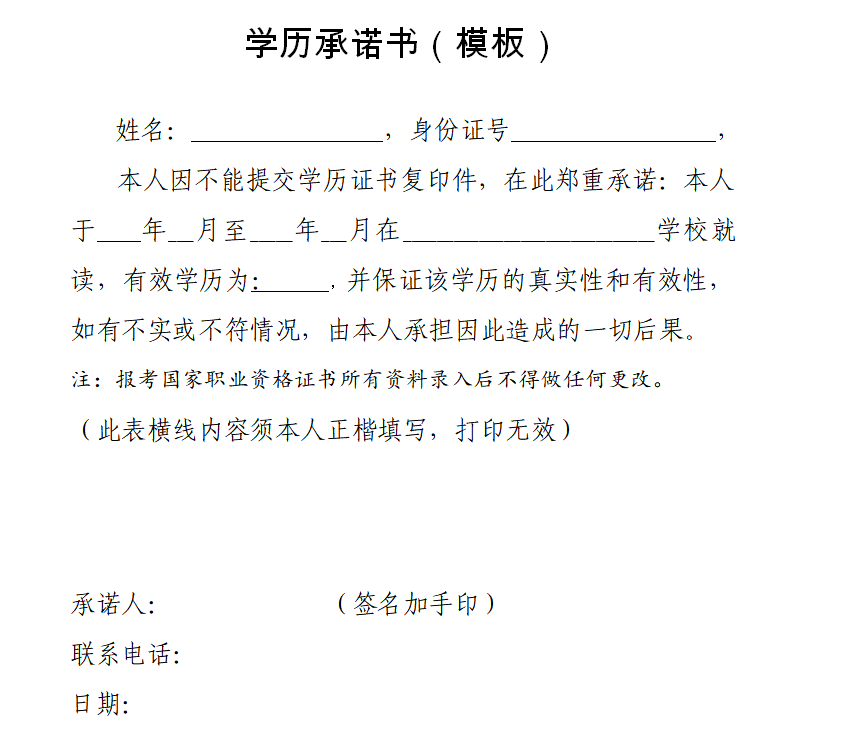 学历承诺书（模板）
姓名：_______________，身份证号________________，
本人因不能提交学历证书复印件，在此郑重承诺：本人
于____年__月至____年__月在____________________学校就
读，有效学历为：______，并保证该学历的真实性和有效性，
如有不实或不符情况，由本人承担因此造成的一切后果。
注：报考国家职业资格证书所有资料录入后不得做任何更改。
（此表横线内容须本人正楷填写，打印无效）
承诺人： （签名加手印）
联系电话：
日期：